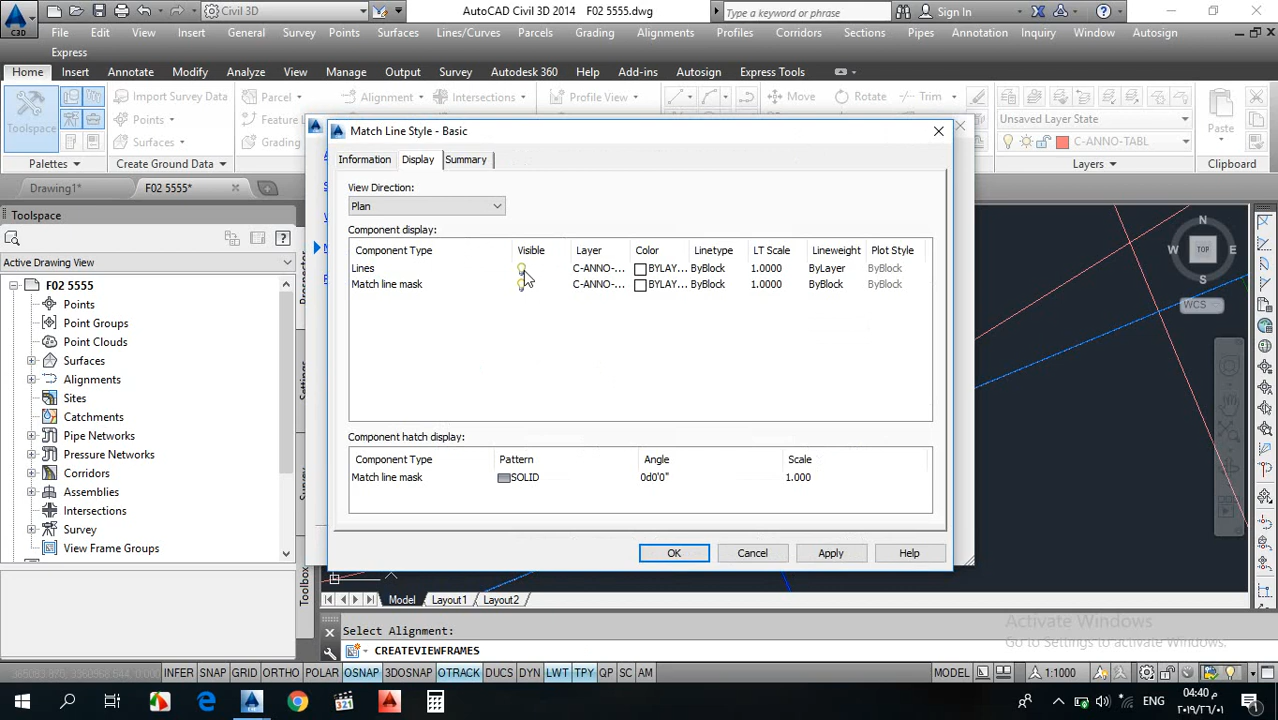 AutoCAD Civil 3D 2014 F02 5555.dwg
Civil 3D
Type a keyword or phrase
Sign In
C3D
File Edit View Insert General Survey Points Surfaces Lines/Curves Parcels Grading Alignments Profiles Corridors Sections Pipes Annotation Inquiry Window Autosign
Express
Home Insert Annotate Modify Analyze View Manage Output Survey Autodesk 360 Help Add-ins Autosign Express Tools
Toolspace
Import Survey Data
Points
Surfaces
Parcel
Feature L
Grading
Alignment
Intersections
Profile View
Move
Rotate
Trim
Unsaved Layer State
C-ANNO-TABL
Paste
Palettes
Create Ground Data
Layers
Clipboard
Drawing1*
F02 5555*
Toolspace
Active Drawing View
F02 5555
Points
Point Groups
Point Clouds
Surfaces
Alignments
Sites
Catchments
Pipe Networks
Pressure Networks
Corridors
Assemblies
Intersections
Survey
View Frame Groups
Prospector
Settings
Survey
Toolbox
Match Line Style - Basic
Information Display Summary
View Direction:
Plan
Component display:
Component Type Visible Layer Color Linetype LT Scale Lineweight Plot Style
Lines C-ANNO-... BYLAY... ByBlock 1.0000 ByLayer ByBlock
Match line mask C-ANNO-... BYLAY... ByBlock 1.0000 ByBlock ByBlock
Component hatch display:
Component Type Pattern Angle Scale
Match line mask SOLID 0d0'0" 1.000
OK Cancel Apply Help
N
W TOP E
S
WCS
Model Layout1 Layout2
Activate Windows
Go to Settings to activate Windows.
Select Alignment:
CREATEVIEWFRAMES
INFER SNAP GRID ORTHO POLAR OSNAP 3DOSNAP OTRACK DUCS DYN LWT TPY QP SC AM
MODEL
1:1000
321
ENG
04:40 م
٢٠١٩/٢٦/٠١
1